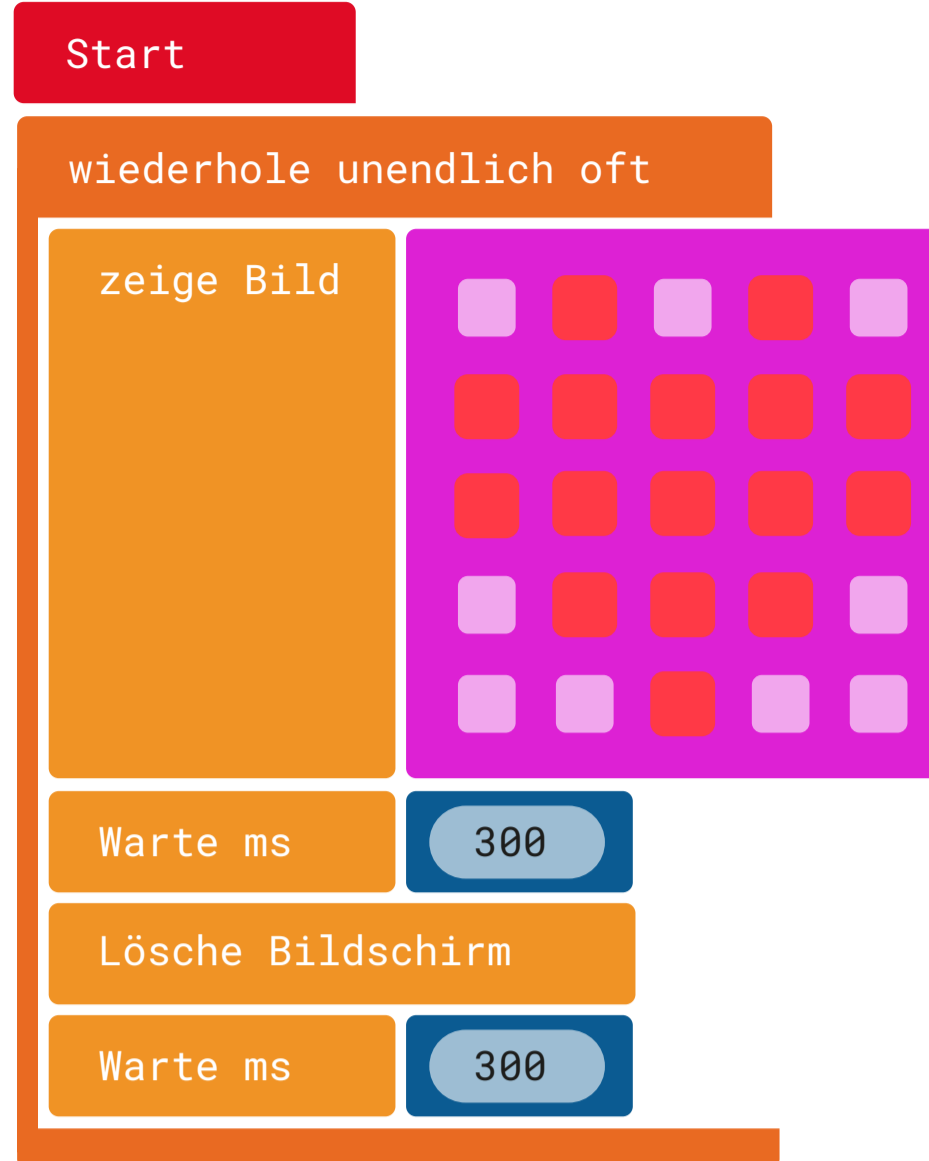 Start
wiederhole unendlich oft
zeige Bild
Warte ms 300
Lösche Bildschirm
Warte ms 300